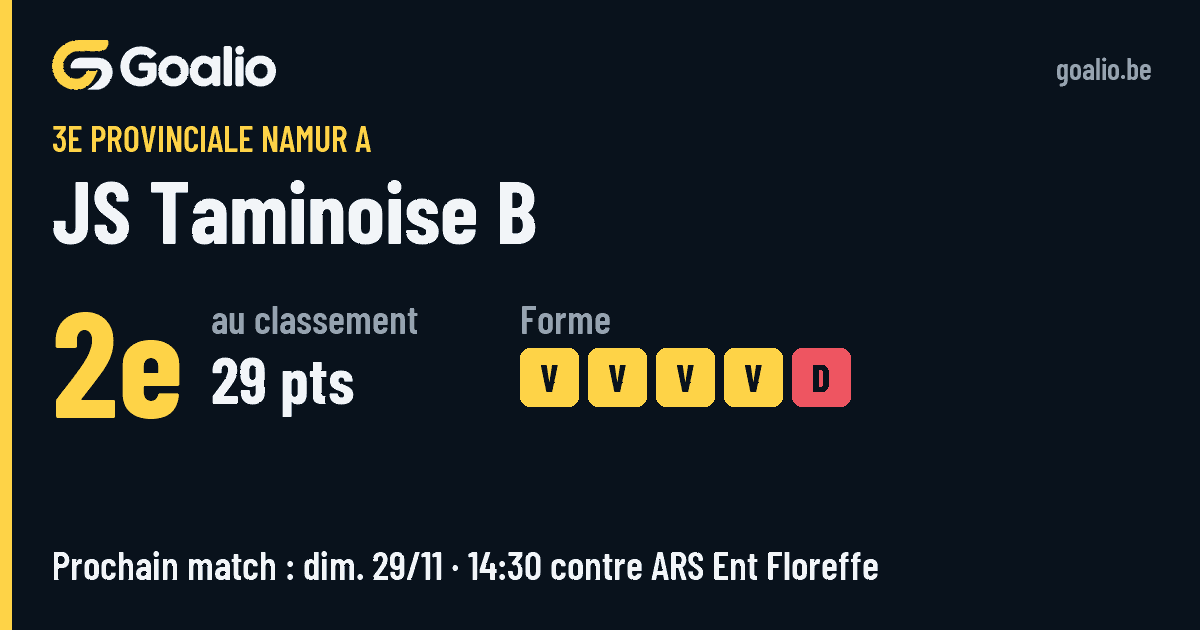 Goalio
goalio.be
3E PROVINCIALE NAMUR A
JS Taminoise B
2e
au classement
29 pts
Forme
V V V V D
Prochain match : dim. 29/11 · 14:30 contre ARS Ent Floreffe